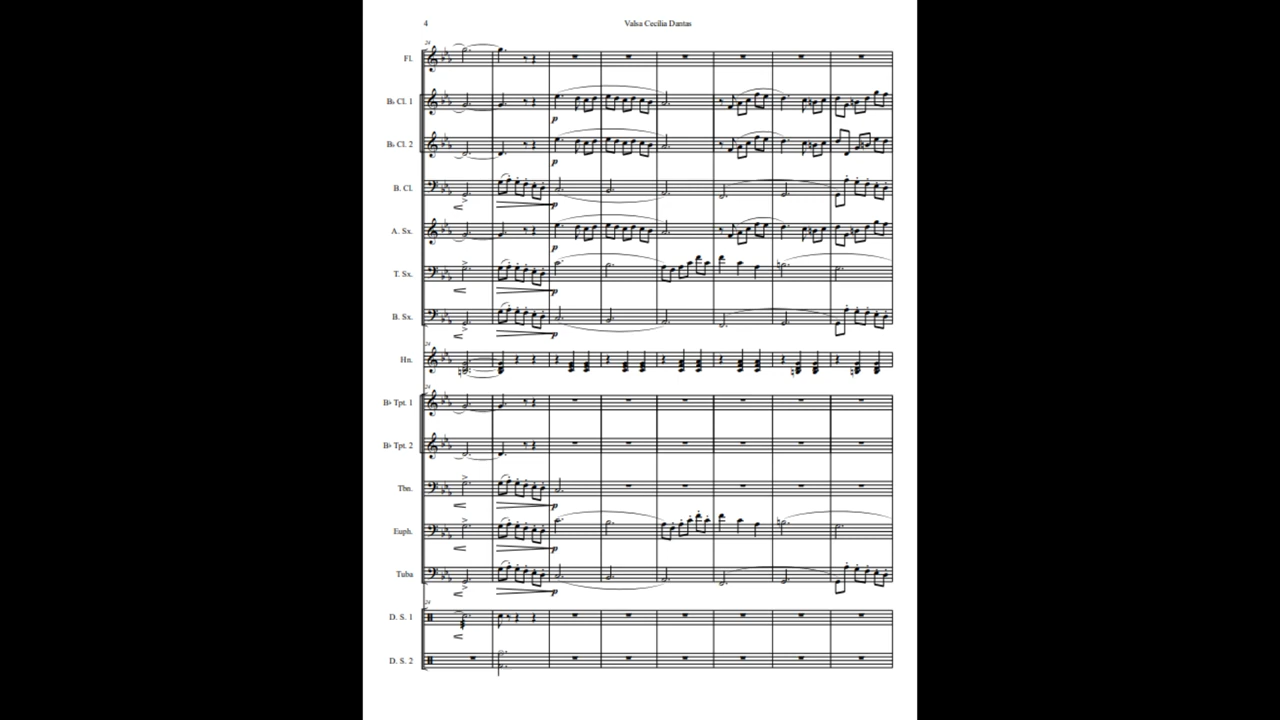 4 Valsa Cecília Dantas
24
Fl.
B♭ Cl. 1
p
B♭ Cl. 2
p
B. Cl.
p
A. Sx.
p
T. Sx.
p
B. Sx.
p
24
Hn.
24
B♭ Tpt. 1
B♭ Tpt. 2
Tbn.
p
Euph.
p
Tuba
p
24
D. S. 1
D. S. 2